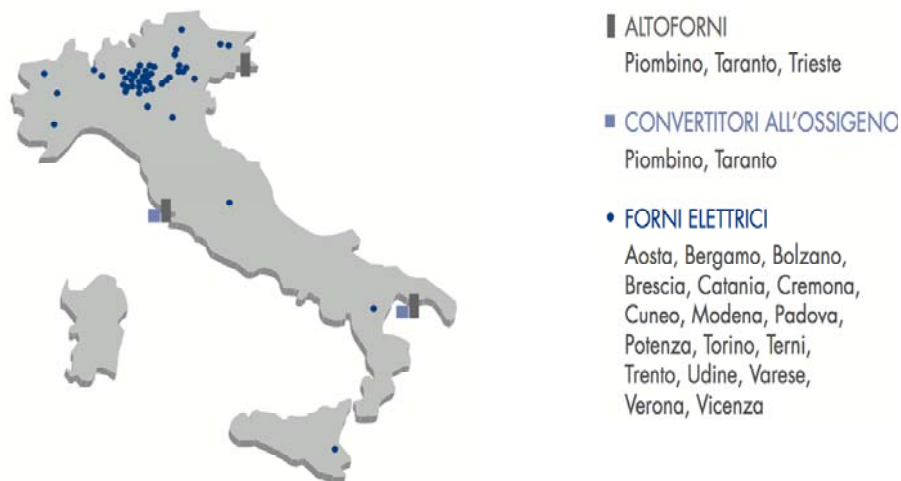 ALTOFORNI
Piombino, Taranto, Trieste
CONVERTITORI ALL'OSSIGENO
Piombino, Taranto
FORNI ELETTRICI
Aosta, Bergamo, Bolzano,
Brescia, Catania, Cremona,
Cuneo, Modena, Padova,
Potenza, Torino, Terni,
Trento, Udine, Varese,
Verona, Vicenza